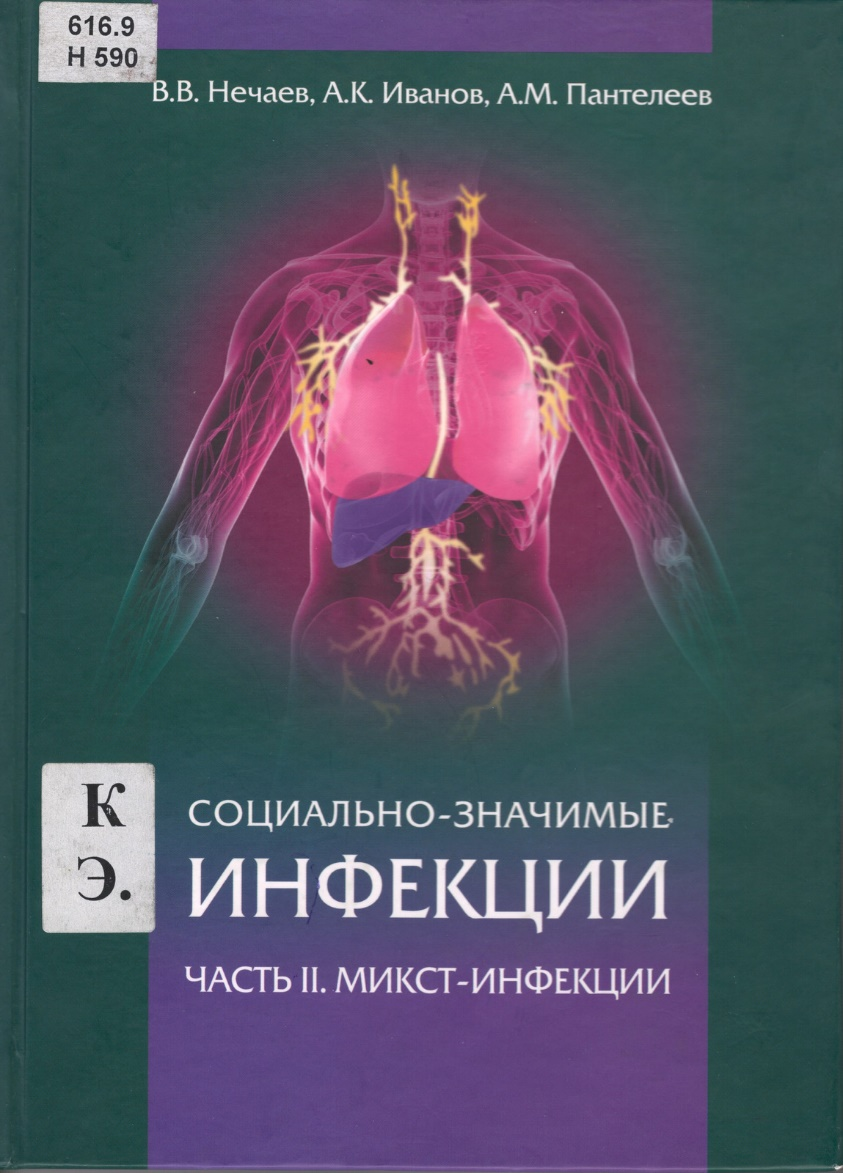 616.9
Н 590
В.В. Нечаев, А.К. Иванов, А.М. Пантелеев
К
Э.
СОЦИАЛЬНО-ЗНАЧИМЫЕ
ИНФЕКЦИИ
ЧАСТЬ II. МИКСТ-ИНФЕКЦИИ